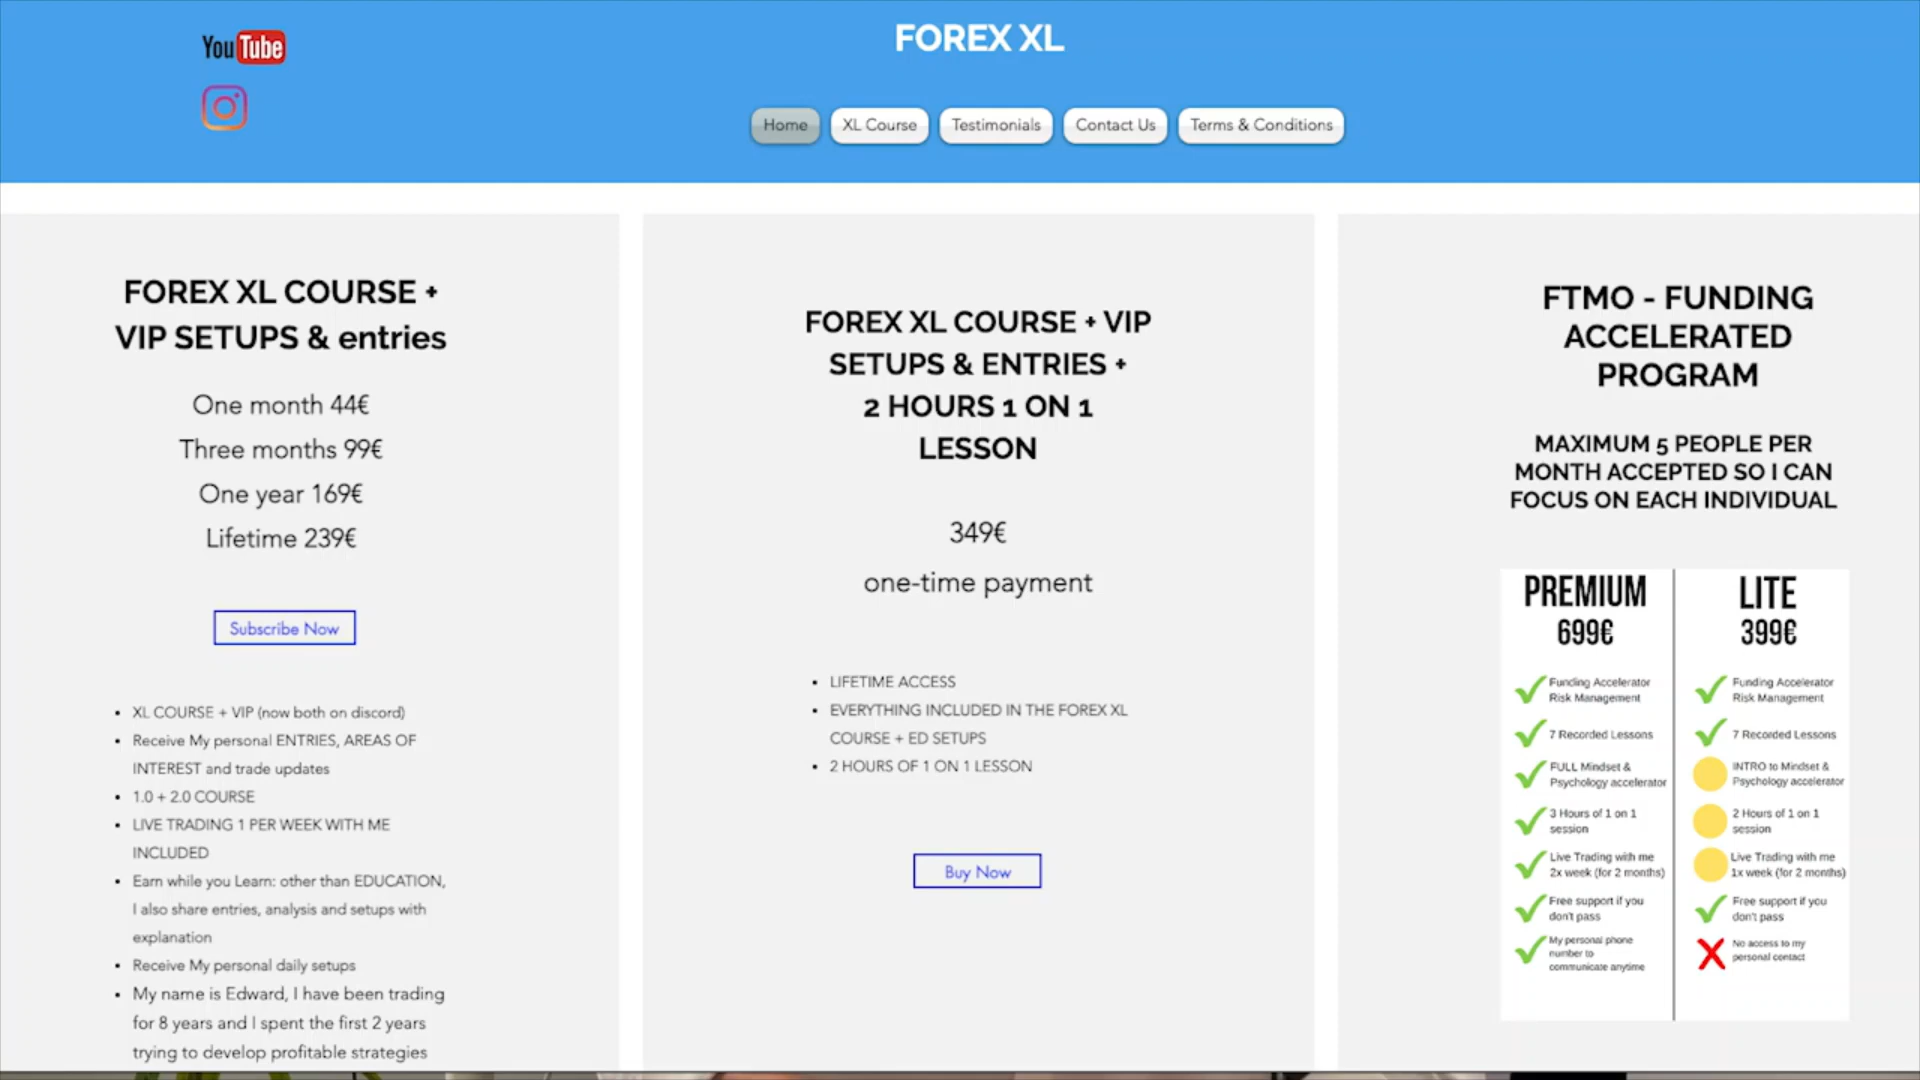 YouTube
FOREX XL
Home
XL Course
Testimonials
Contact Us
Terms & Conditions
FOREX XL COURSE +
VIP SETUPS & entries
One month 44€
Three months 99€
One year 169€
Lifetime 239€
Subscribe Now
• XL COURSE + VIP (now both on discord)
• Receive My personal ENTRIES, AREAS OF
INTEREST and trade updates
• 1.0 + 2.0 COURSE
• LIVE TRADING 1 PER WEEK WITH ME
INCLUDED
• Earn while you Learn: other than EDUCATION,
I also share entries, analysis and setups with
explanation
• Receive My personal daily setups
• My name is Edward, I have been trading
for 8 years and I spent the first 2 years
trying to develop profitable strategies
FOREX XL COURSE + VIP
SETUPS & ENTRIES +
2 HOURS 1 ON 1
LESSON
349€
one-time payment
• LIFETIME ACCESS
• EVERYTHING INCLUDED IN THE FOREX XL
COURSE + ED SETUPS
• 2 HOURS OF 1 ON 1 LESSON
Buy Now
FTMO - FUNDING
ACCELERATED
PROGRAM
MAXIMUM 5 PEOPLE PER
MONTH ACCEPTED SO I CAN
FOCUS ON EACH INDIVIDUAL
PREMIUM
699€
Funding Accelerator
Risk Management
7 Recorded Lessons
FULL Mindset &
Psychology accelerator
3 Hours of 1 on 1
session
Live Trading with me
2x week (for 2 months)
Free support if you
don't pass
My personal phone
number to
communicate anytime
LITE
399€
Funding Accelerator
Risk Management
7 Recorded Lessons
INTRO to Mindset &
Psychology accelerator
2 Hours of 1 on 1
session
Live Trading with me
1x week (for 2 months)
Free support if you
don't pass
No access to my
personal contact